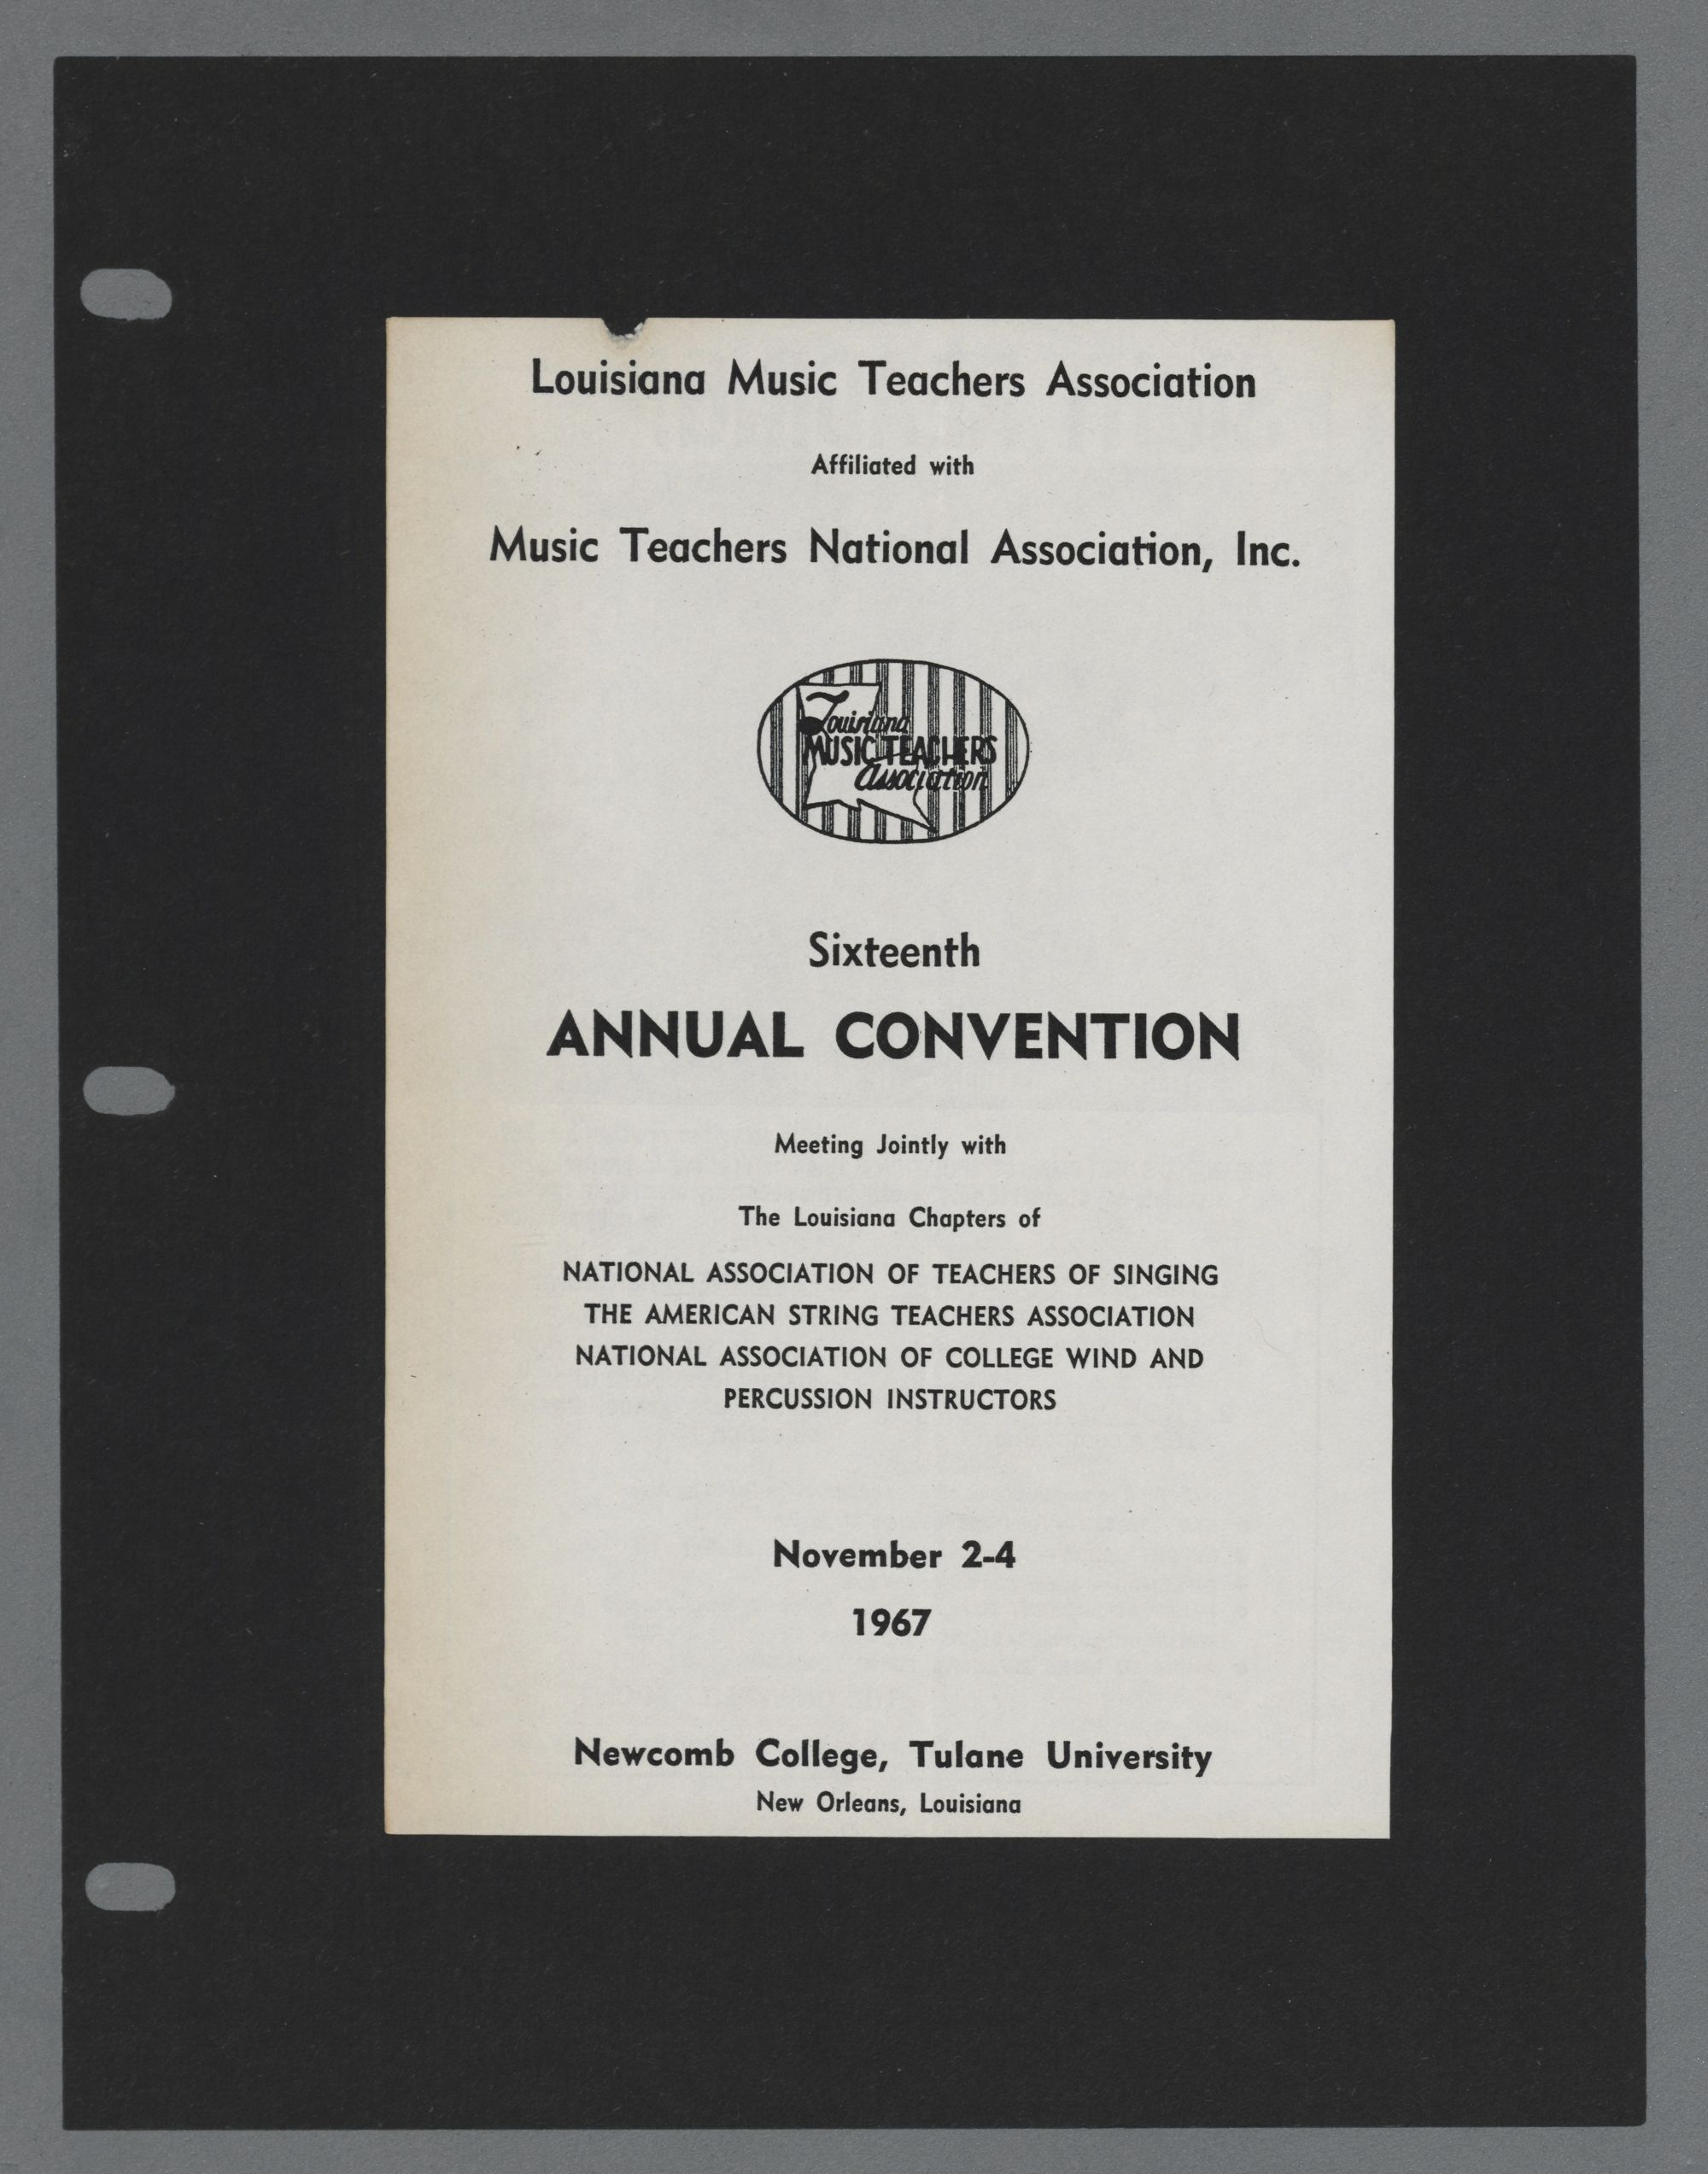 Louisiana Music Teachers Association
Affiliated with
Music Teachers National Association, Inc.
Louisiana
MUSIC TEACHERS
Association
Sixteenth
ANNUAL CONVENTION
Meeting Jointly with
The Louisiana Chapters of
NATIONAL ASSOCIATION OF TEACHERS OF SINGING
THE AMERICAN STRING TEACHERS ASSOCIATION
NATIONAL ASSOCIATION OF COLLEGE WIND AND
PERCUSSION INSTRUCTORS
November 2-4
1967
Newcomb College, Tulane University
New Orleans, Louisiana